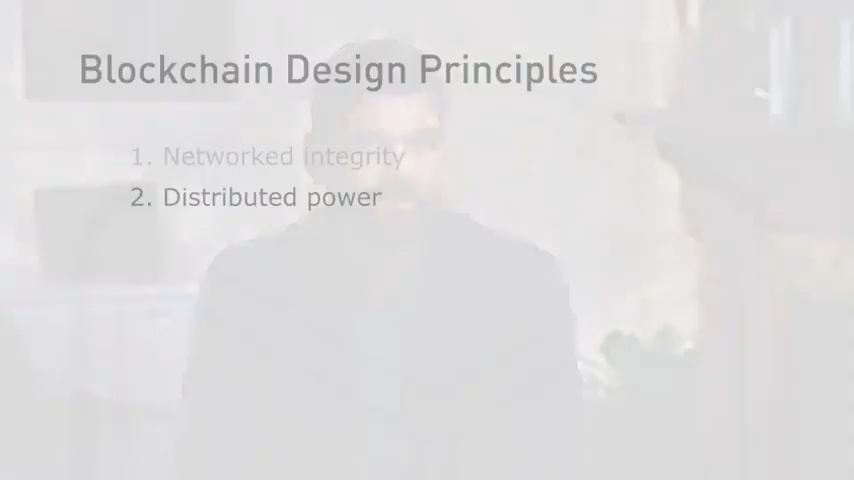 Blockchain Design Principles
1. Networked integrity
2. Distributed power